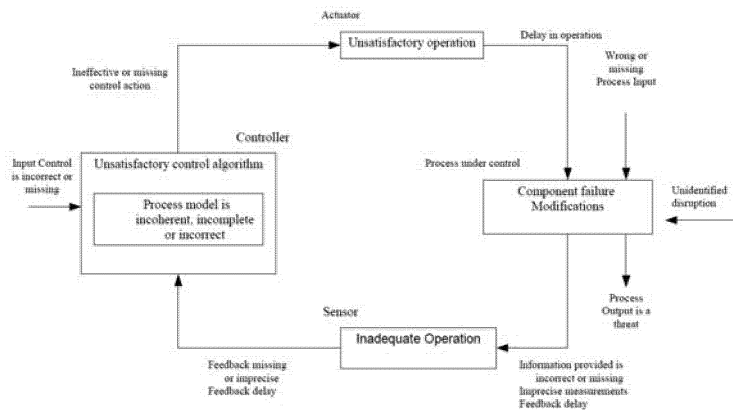 Actuator
Unsatisfactory operation
Delay in operation
Ineffective or missing
control action
Wrong or
missing
Process Input
Controller
Input Control
is incorrect or
missing
Unsatisfactory control algorithm
Process model is
incoherent, incomplete
or incorrect
Process under control
Component failure
Modifications
Unidentified
disruption
Process
Output is a
threat
Sensor
Inadequate Operation
Feedback missing
or imprecise
Feedback delay
Information provided is
incorrect or missing
Imprecise measurements
Feedback delay